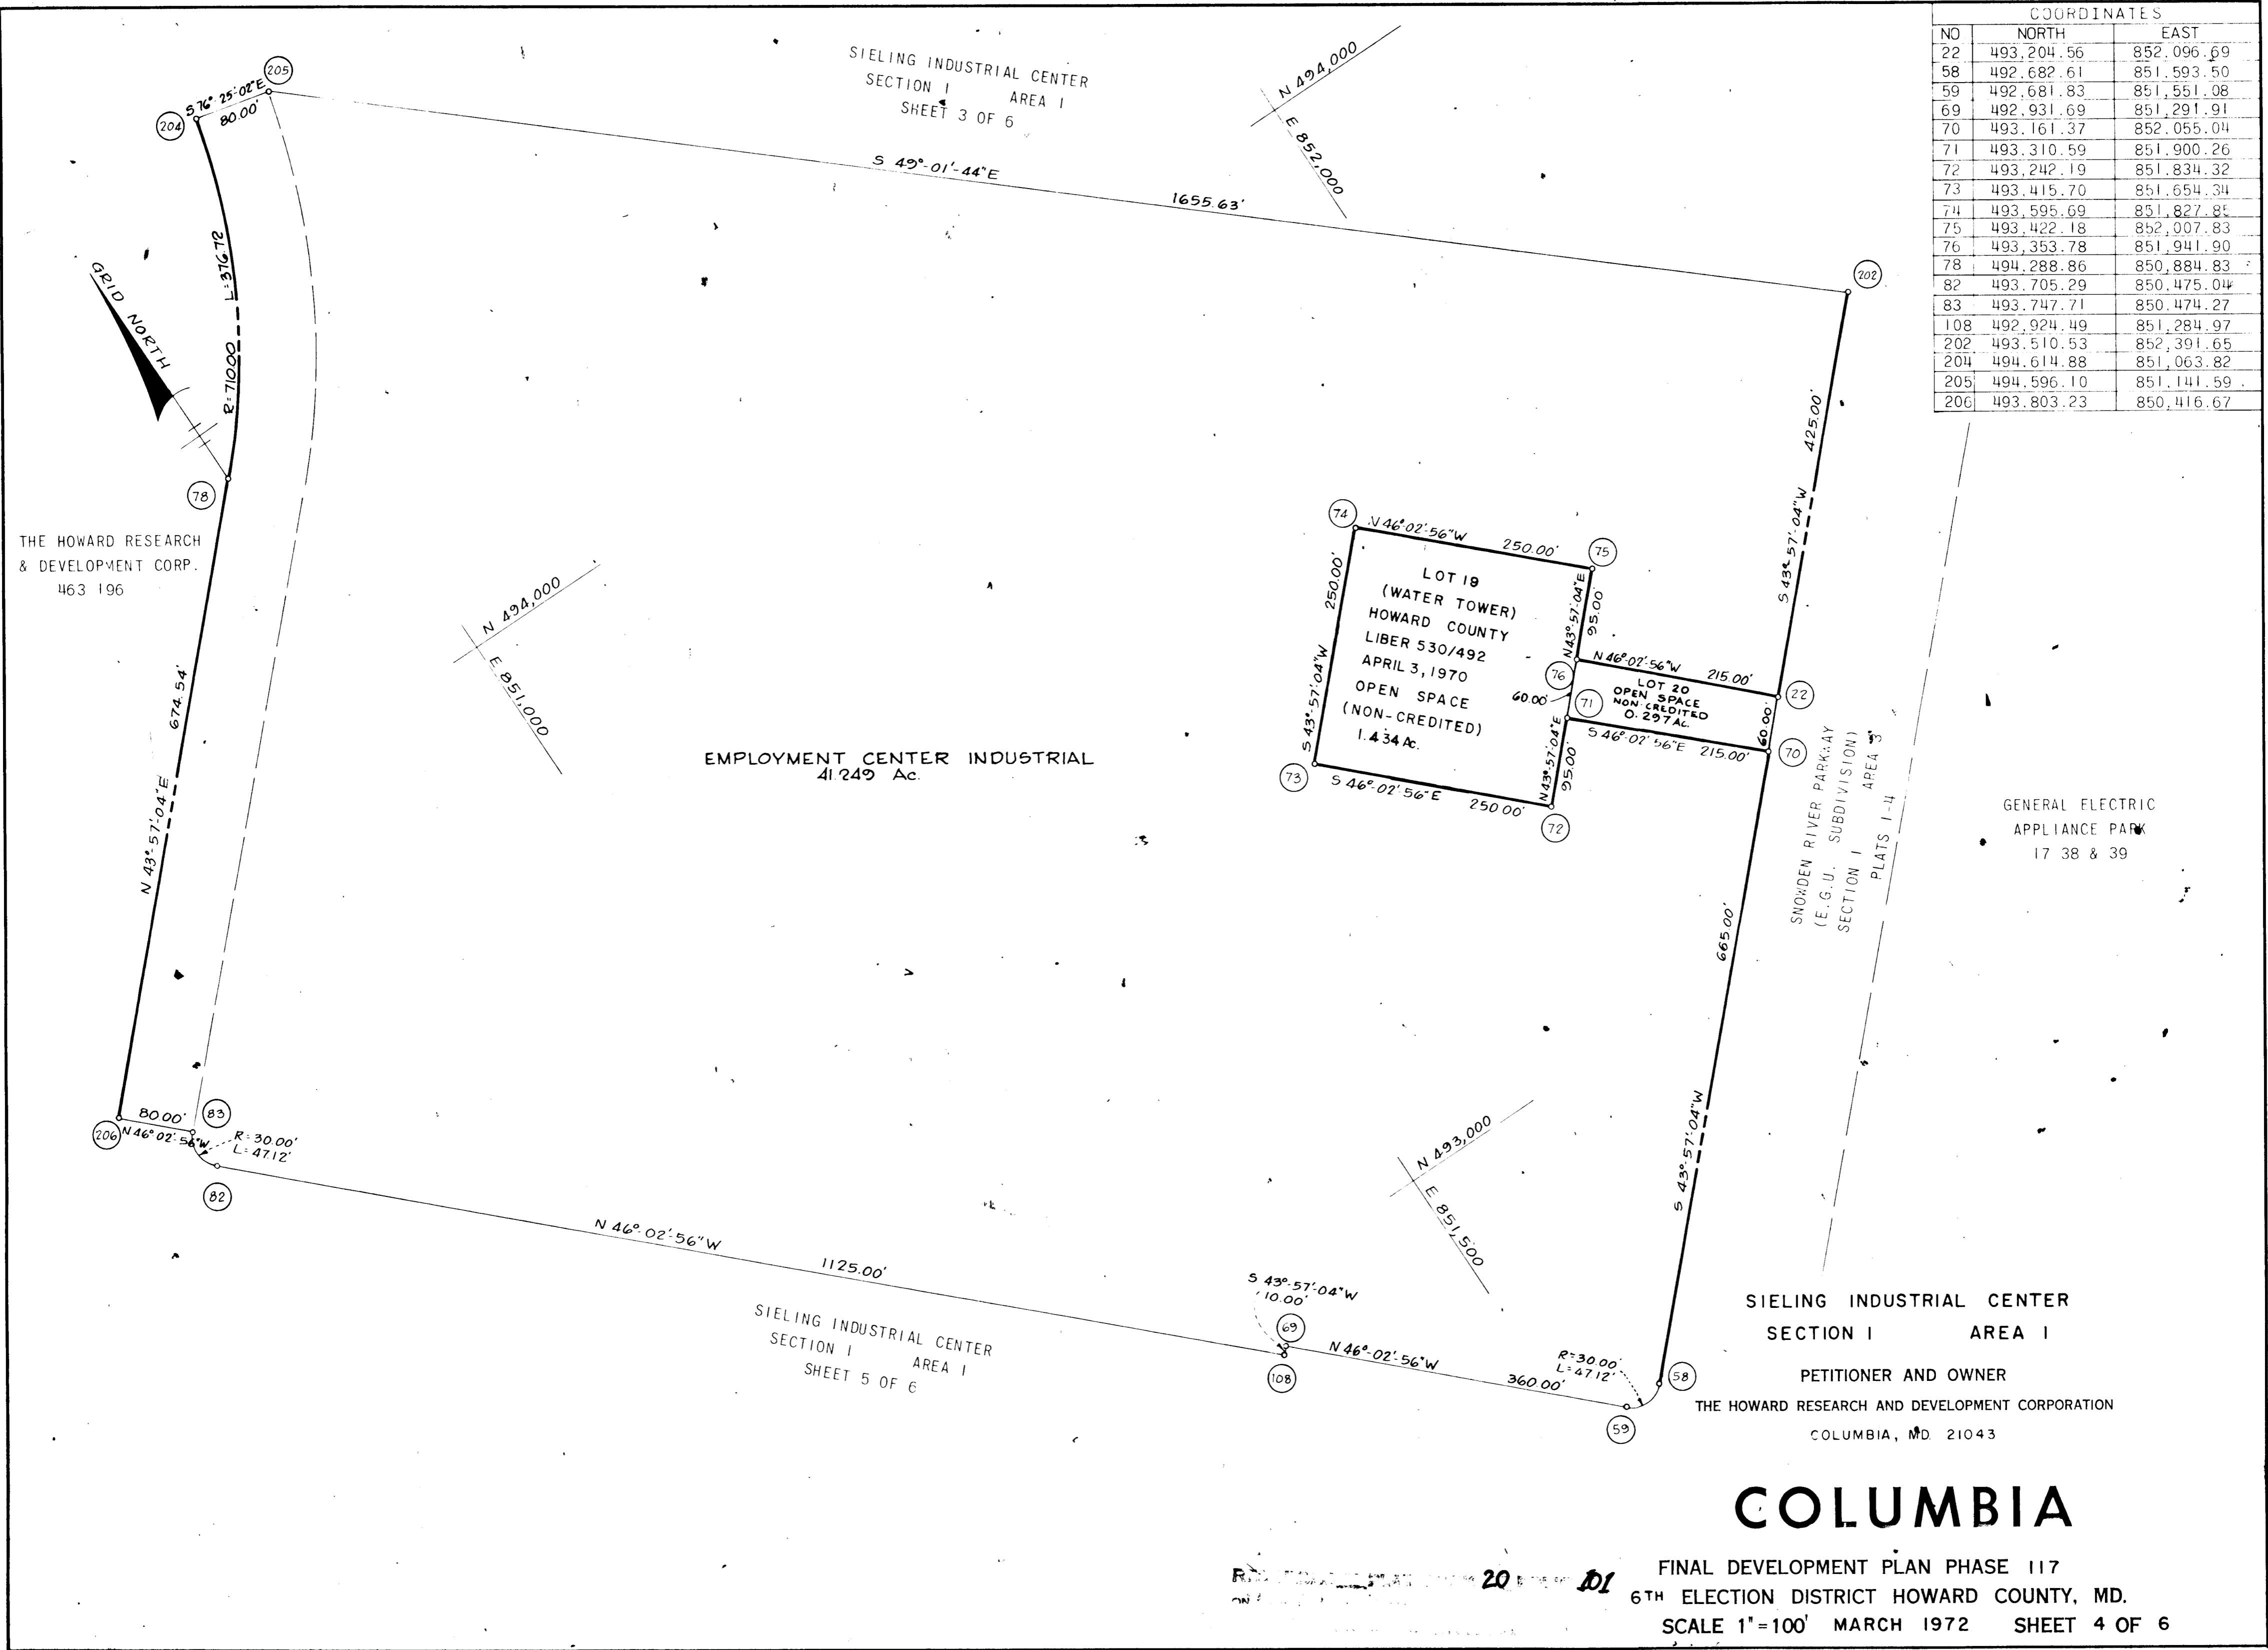 COORDINATES
NO NORTH EAST
22 493,204.56 852,096.69
58 492,682.61 851,593.50
59 492,681.83 851,551.08
69 492,931.69 851,291.91
70 493,161.37 852,055.04
71 493,310.59 851,900.26
72 493,242.19 851,834.32
73 493,415.70 851,654.34
74 493,595.69 851,827.85
75 493,422.18 852,007.83
76 493,353.78 851,941.90
78 494,288.86 850,884.83
82 493,705.29 850,475.04
83 493,747.71 850,474.27
108 492,924.49 851,284.97
202 493,510.53 852,391.65
204 494,614.88 851,063.82
205 494,596.10 851,141.59
206 493,803.23 850,416.67
SIELING INDUSTRIAL CENTER
SECTION 1 AREA 1
SHEET 3 OF 6
N 494,000
E 852,000
205
S 76°-25'-02"E
80.00'
204
S 49°-01'-44"E
1655.63'
202
L=376.72
R=710.00
GRID NORTH
78
THE HOWARD RESEARCH
& DEVELOPMENT CORP.
463 196
N 494,000
E 851,000
674.54'
N 43°-57'-04"E
EMPLOYMENT CENTER INDUSTRIAL
41.249 Ac.
425.00'
S 43°-57'-04"W
74
N 46°-02'-56"W
250.00'
75
250.00'
S 43°-57'-04"W
LOT 19
(WATER TOWER)
HOWARD COUNTY
LIBER 530/492
APRIL 3, 1970
OPEN SPACE
(NON-CREDITED)
1.434 Ac.
N 43°-57'-04"E
95.00'
76
60.00'
71
N 46°-02'-56"W 215.00'
LOT 20
OPEN SPACE
NON-CREDITED
0.297 Ac.
60.00'
22
S 46°-02'-56"E 215.00'
70
N 43°-57'-04"E
95.00'
73
S 46°-02'-56"E 250.00'
72
SNOWDEN RIVER PARKWAY
(E.G.U. SUBDIVISION)
SECTION 1 AREA 3
PLATS 1-4
GENERAL ELECTRIC
APPLIANCE PARK
17 38 & 39
665.00'
S 43°-57'-04"W
80.00'
83
206
N 46°02'-56"W
R=30.00'
L=47.12'
82
N 46°-02'-56"W
1125.00'
SIELING INDUSTRIAL CENTER
SECTION 1 AREA 1
SHEET 5 OF 6
N 493,000
E 851,500
S 43°-57'-04"W
10.00'
69
108
N 46°-02'-56"W
360.00'
R=30.00'
L=47.12'
58
59
SIELING INDUSTRIAL CENTER
SECTION 1 AREA 1
PETITIONER AND OWNER
THE HOWARD RESEARCH AND DEVELOPMENT CORPORATION
COLUMBIA, MD. 21043
COLUMBIA
FINAL DEVELOPMENT PLAN PHASE 117
6TH ELECTION DISTRICT HOWARD COUNTY, MD.
SCALE 1"=100' MARCH 1972 SHEET 4 OF 6
20 101